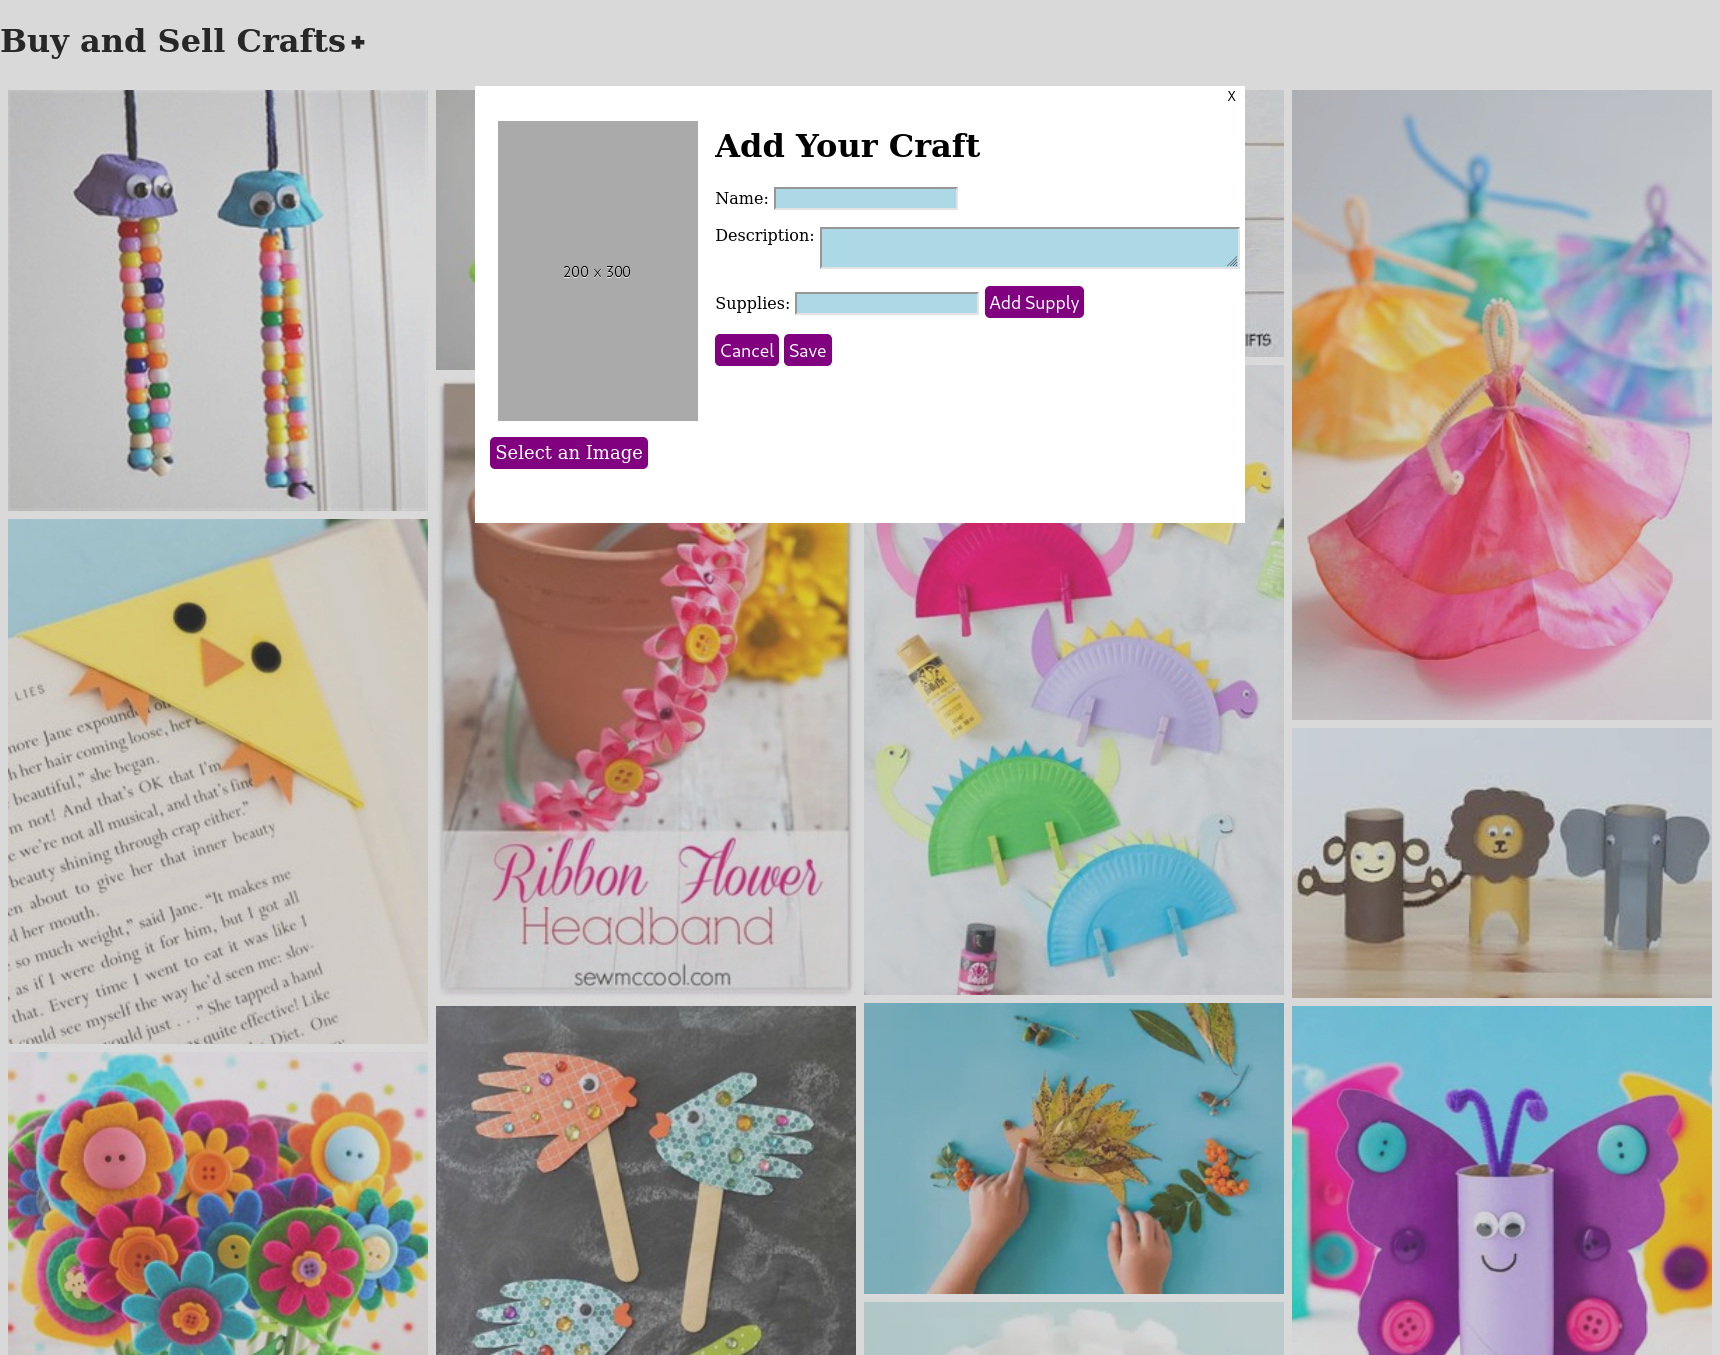 Buy and Sell Crafts+
X
200 x 300
Add Your Craft
Name:
Description:
Supplies:
Add Supply
Cancel Save
Select an Image
IFTS
LIES
more Jane expounded
her hair coming loose, her
beautiful,” she began.
not! And that's OK that I'm
we're not all musical, and that's fine
beauty shining through crap either.”
about to give her that inner beauty
her mouth.
so much weight,” said Jane. “It makes me
as if I were doing it for him, but I got all
that. Every time I went to eat it was like I
could see myself the way he'd seen me: slov-
would just . . .” She tapped a hand
quite effective! Like
Diet. One
Ribbon Flower
Headband
sewmccool.com